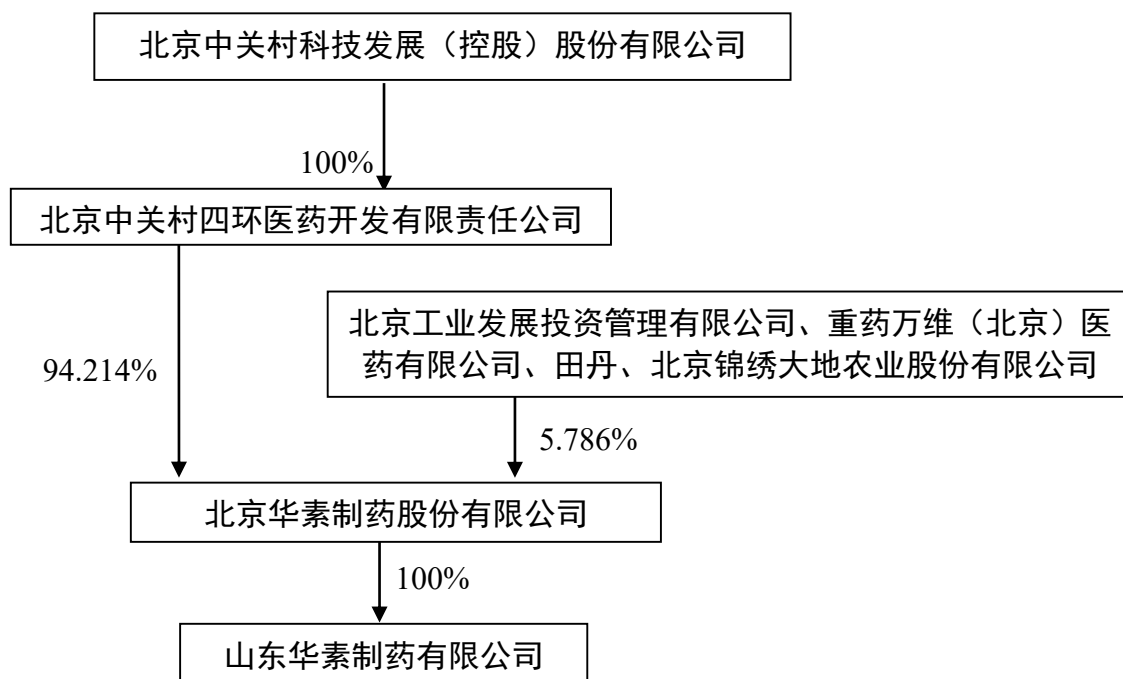 北京中关村科技发展（控股）股份有限公司
100%
北京中关村四环医药开发有限责任公司
北京工业发展投资管理有限公司、重药万维（北京）医
药有限公司、田丹、北京锦绣大地农业股份有限公司
94.214%
5.786%
北京华素制药股份有限公司
100%
山东华素制药有限公司